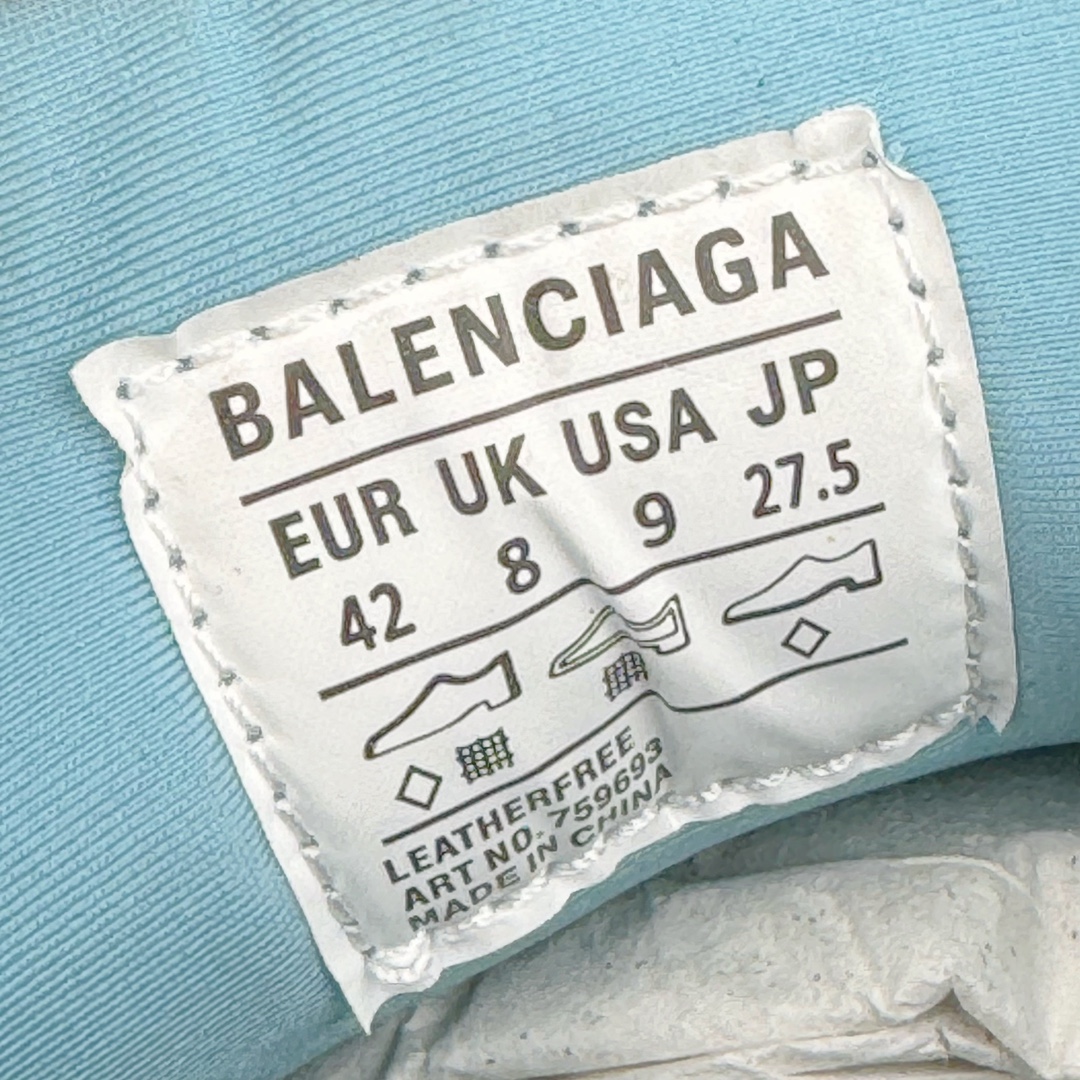 BALENCIAGA
EUR UK USA JP
42 8 9 27.5
LEATHERFREE
ART NO. 759693
MADE IN CHINA